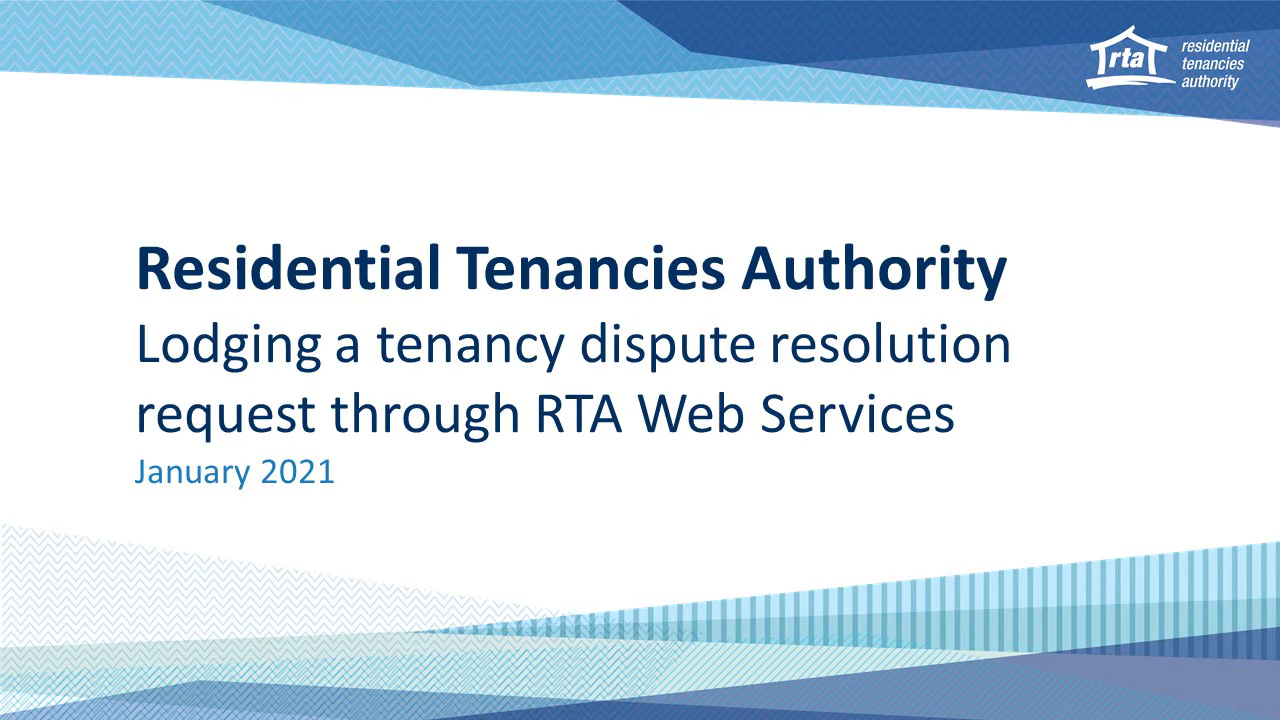 rta
residential
tenancies
authority
Residential Tenancies Authority
Lodging a tenancy dispute resolution
request through RTA Web Services
January 2021